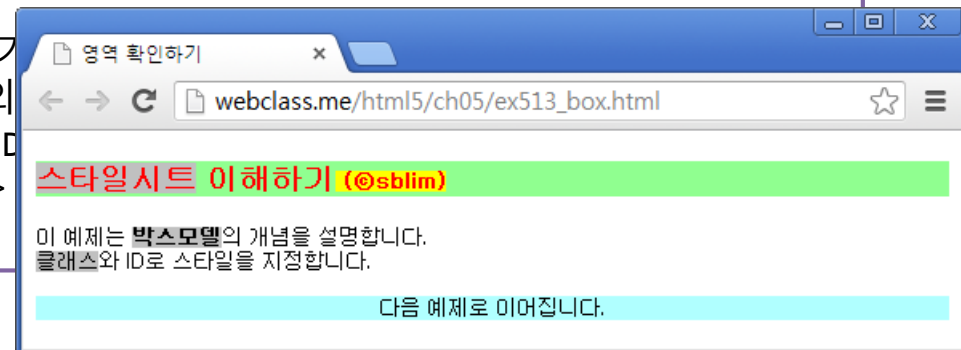 영역 확인하기
webclass.me/html5/ch05/ex513_box.html
스타일시트 이해하기 (@sblim)
이 예제는 박스모델의 개념을 설명합니다.
클래스와 ID로 스타일을 지정합니다.
다음 예제로 이어집니다.